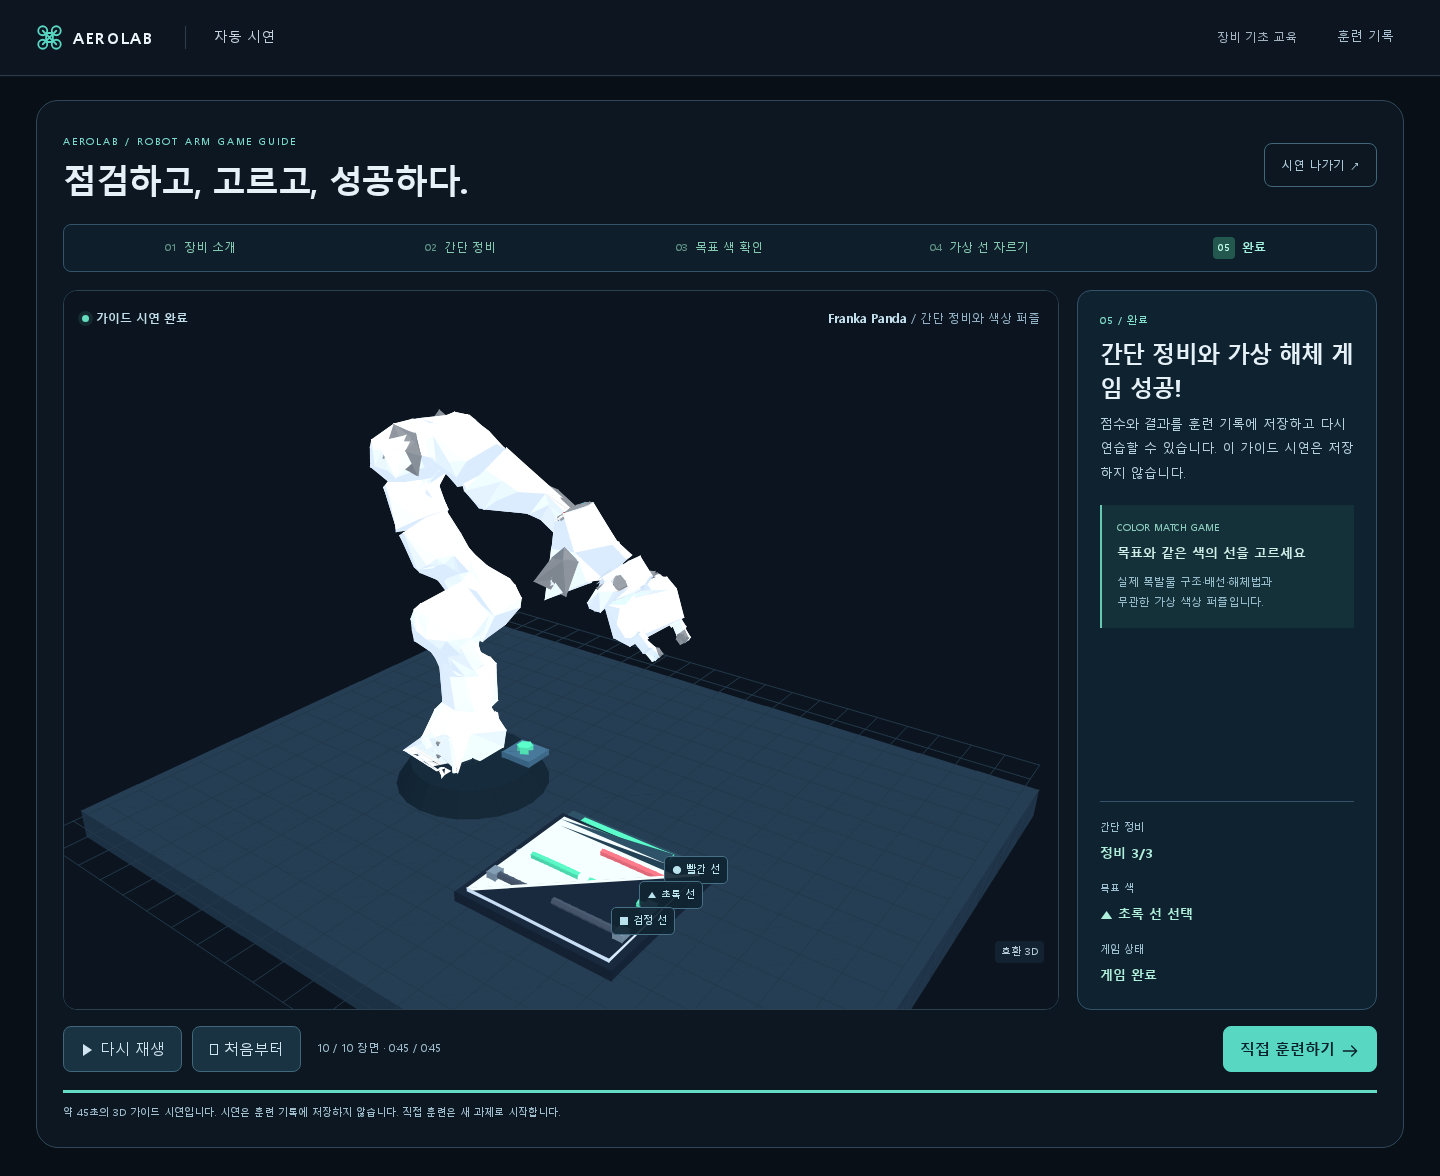 AEROLAB
자동 시연
장비 기초 교육
훈련 기록
AEROLAB / ROBOT ARM GAME GUIDE
점검하고, 고르고, 성공하다.
시연 나가기 ↗
01 장비 소개
02 간단 정비
03 목표 색 확인
04 가상 선 자르기
05 완료
가이드 시연 완료
Franka Panda / 간단 정비와 색상 퍼즐
빨간 선
초록 선
검정 선
호환 3D
05 / 완료
간단 정비와 가상 해체 게
임 성공!
점수와 결과를 훈련 기록에 저장하고 다시
연습할 수 있습니다. 이 가이드 시연은 저장
하지 않습니다.
COLOR MATCH GAME
목표와 같은 색의 선을 고르세요
실제 폭발물 구조·배선·해체법과
무관한 가상 색상 퍼즐입니다.
간단 정비
정비 3/3
목표 색
▲ 초록 선 선택
게임 상태
게임 완료
▶ 다시 재생
처음부터
10 / 10 장면 · 0:45 / 0:45
직접 훈련하기 →
약 45초의 3D 가이드 시연입니다. 시연은 훈련 기록에 저장하지 않습니다. 직접 훈련은 새 과제로 시작합니다.